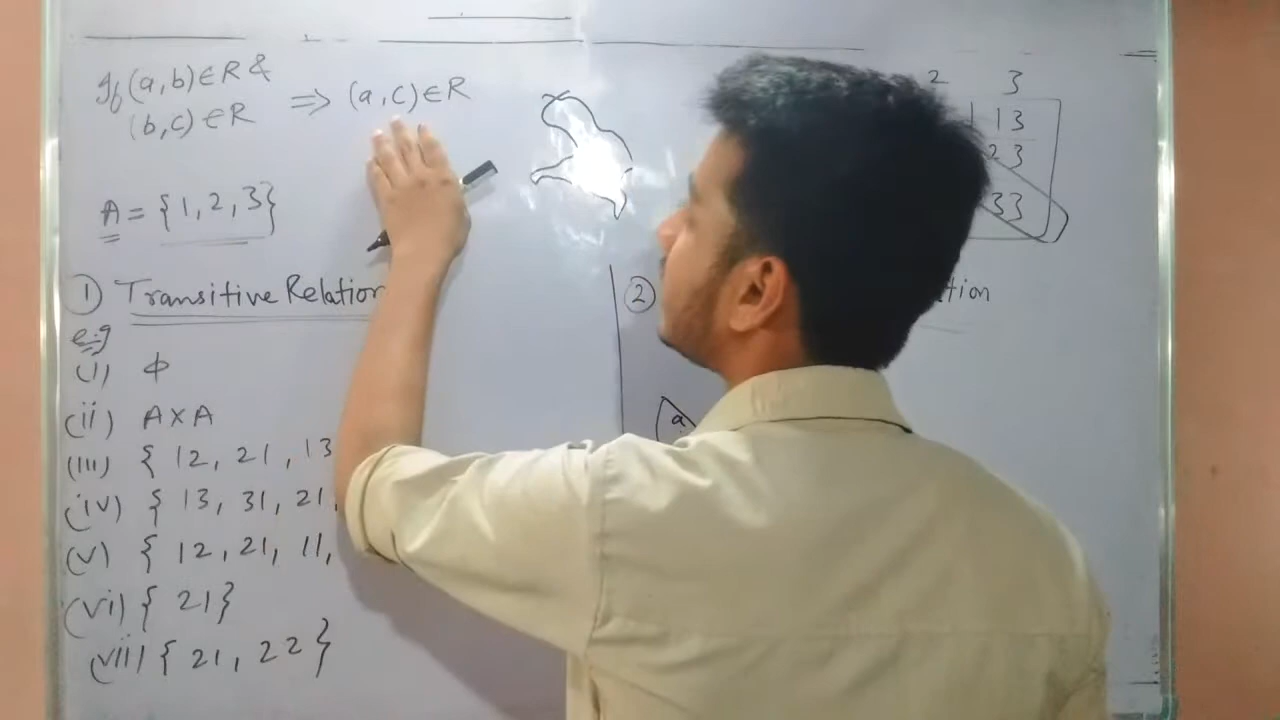 If (a,b)∈R &
(b,c)∈R ⇒ (a,c)∈R
A = {1,2,3}
① Transitive Relation
e.g
(i) ϕ
(ii) A×A
(iii) { 12, 21, 13
(iv) { 13, 31, 21,
(v) { 12, 21, 11,
(vi) { 21}
(vii) { 21, 22 }
2 3
13
23
33
②
a